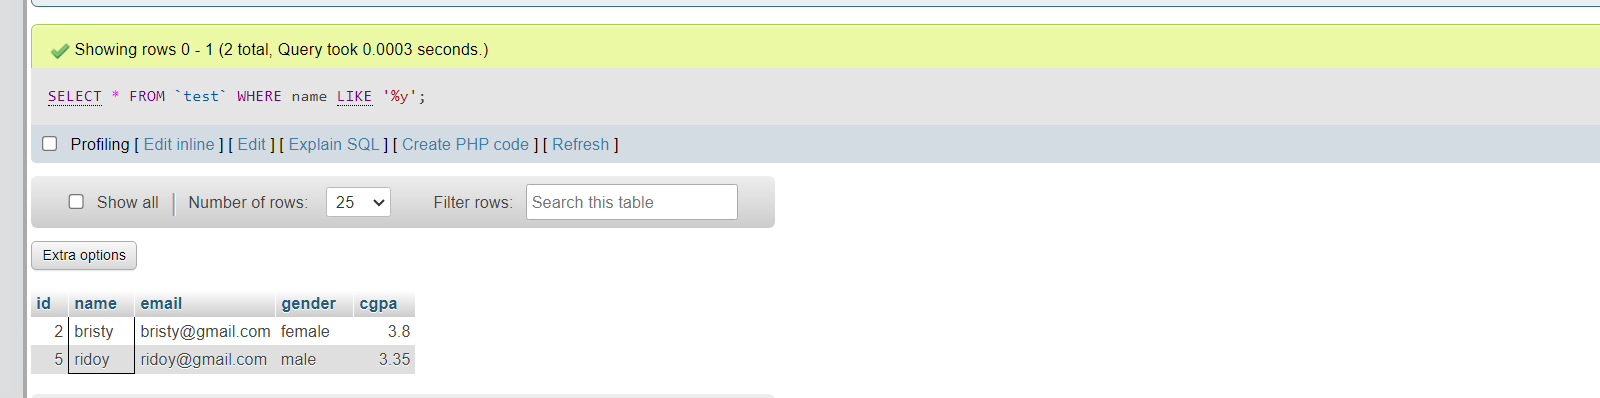 Showing rows 0 - 1 (2 total, Query took 0.0003 seconds.)
SELECT * FROM `test` WHERE name LIKE '%y';
Profiling [ Edit inline ] [ Edit ] [ Explain SQL ] [ Create PHP code ] [ Refresh ]
Show all Number of rows: 25 Filter rows: Search this table
Extra options
id name email gender cgpa
2 bristy bristy@gmail.com female 3.8
5 ridoy ridoy@gmail.com male 3.35